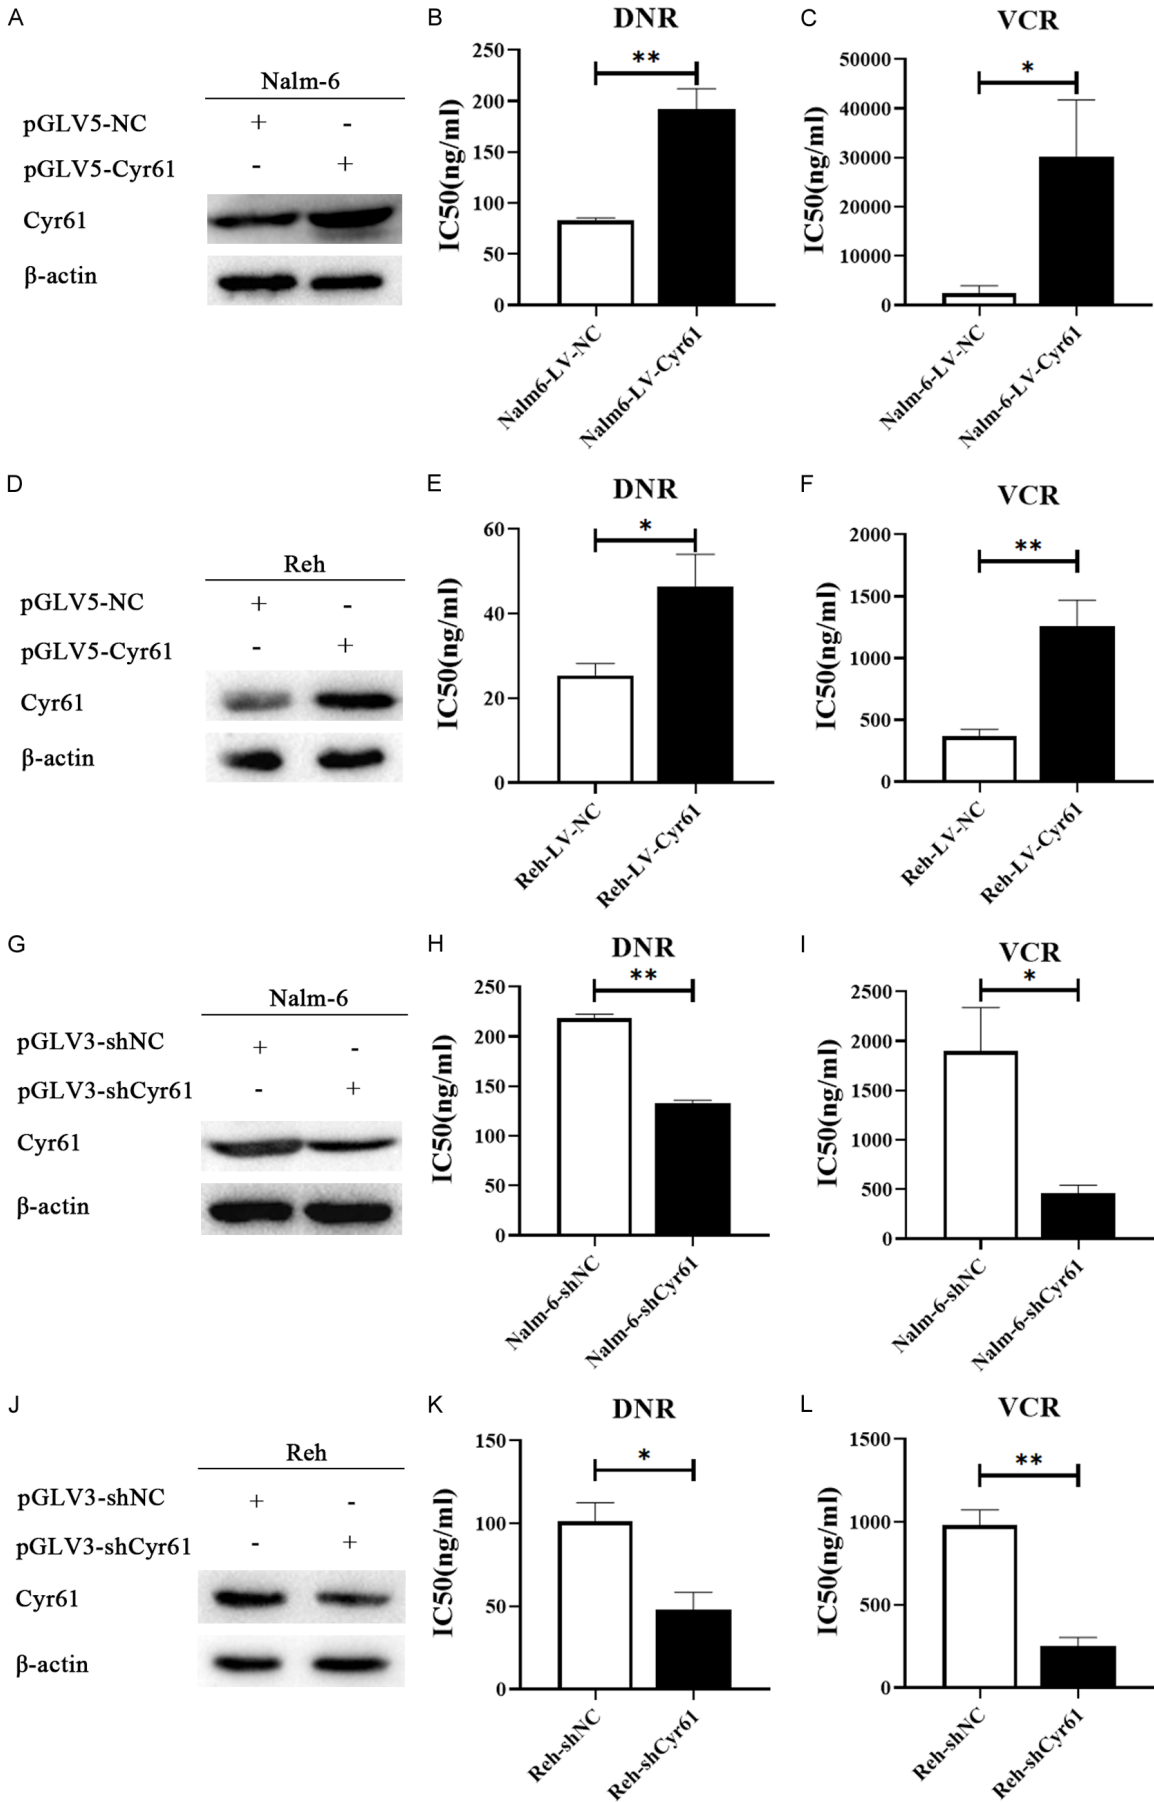 A
Nalm-6
pGLV5-NC + -
pGLV5-Cyr61 - +
Cyr61
β-actin
B
DNR
**
IC50(ng/ml)
250
200
150
100
50
0
Nalm6-LV-NC
Nalm6-LV-Cyr61
C
VCR
*
IC50(ng/ml)
50000
40000
30000
20000
10000
0
Nalm-6-LV-NC
Nalm-6-LV-Cyr61
D
Reh
pGLV5-NC + -
pGLV5-Cyr61 - +
Cyr61
β-actin
E
DNR
*
IC50(ng/ml)
60
40
20
0
Reh-LV-NC
Reh-LV-Cyr61
F
VCR
**
IC50(ng/ml)
2000
1500
1000
500
0
Reh-LV-NC
Reh-LV-Cyr61
G
Nalm-6
pGLV3-shNC + -
pGLV3-shCyr61 - +
Cyr61
β-actin
H
DNR
**
IC50(ng/ml)
250
200
150
100
50
0
Nalm-6-shNC
Nalm-6-shCyr61
I
VCR
*
IC50(ng/ml)
2500
2000
1500
1000
500
0
Nalm-6-shNC
Nalm-6-shCyr61
J
Reh
pGLV3-shNC + -
pGLV3-shCyr61 - +
Cyr61
β-actin
K
DNR
*
IC50(ng/ml)
150
100
50
0
Reh-shNC
Reh-shCyr61
L
VCR
**
IC50(ng/ml)
1500
1000
500
0
Reh-shNC
Reh-shCyr61